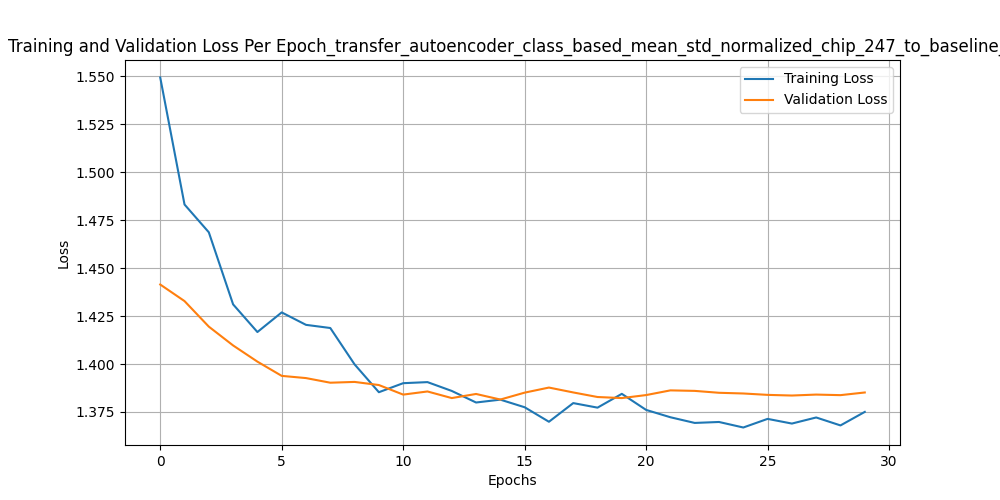 Training and Validation Loss Per Epoch_transfer_autoencoder_class_based_mean_std_normalized_chip_247_to_baseline_
Training Loss
Validation Loss
1.550
1.525
1.500
1.475
1.450
1.425
1.400
1.375
Loss
0 5 10 15 20 25 30
Epochs